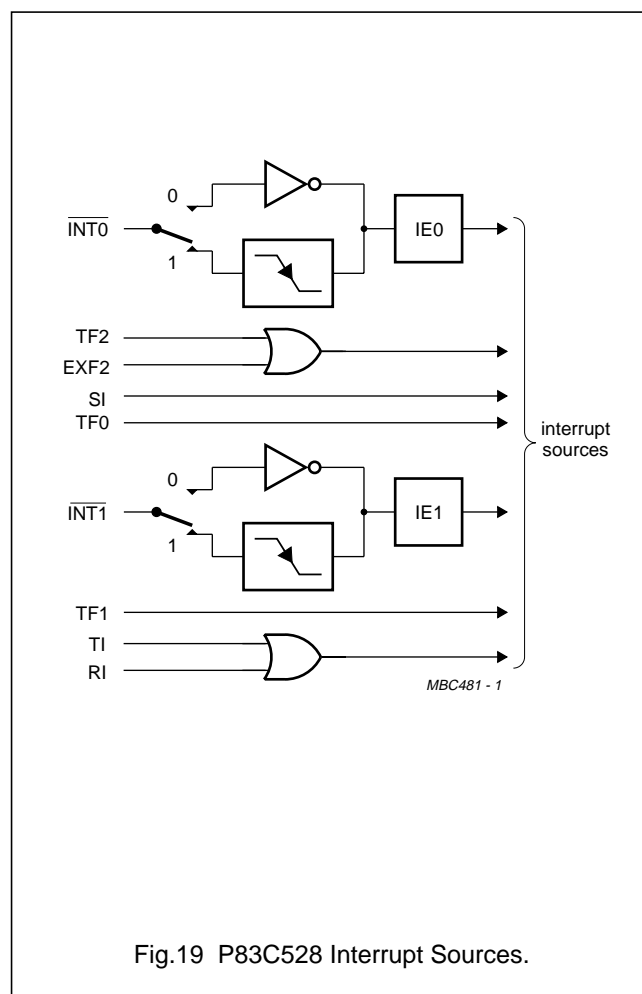 0
INT0
1
IE0
TF2
EXF2
SI
TF0
interrupt
sources
0
INT1
1
IE1
TF1
TI
RI
MBC481 - 1
Fig.19 P83C528 Interrupt Sources.